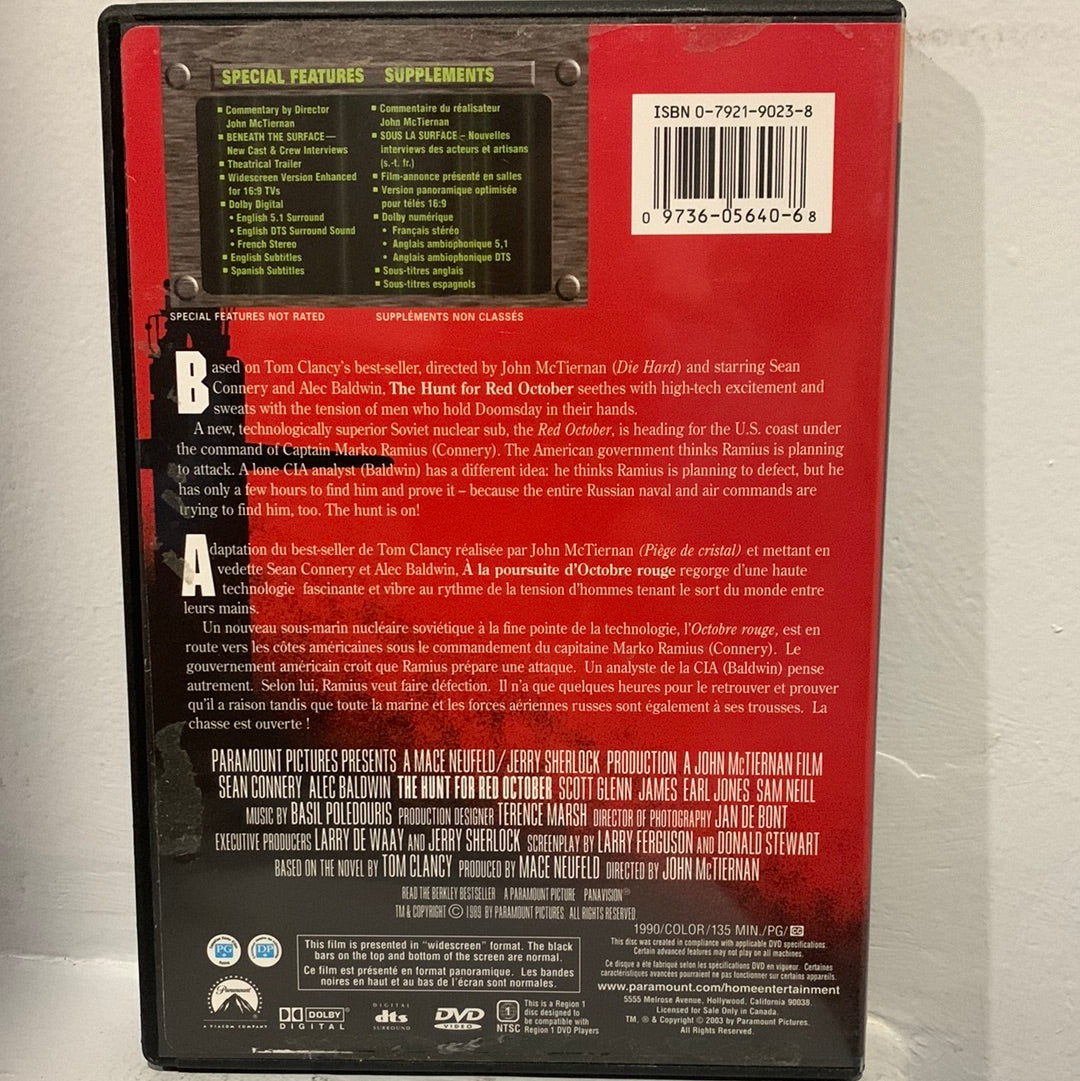 SPECIAL FEATURES
Commentary by Director
John McTiernan
BENEATH THE SURFACE—
New Cast & Crew Interviews
Theatrical Trailer
Widescreen Version Enhanced
for 16:9 TVs
Dolby Digital
• English 5.1 Surround
• English DTS Surround Sound
• French Stereo
English Subtitles
Spanish Subtitles
SPECIAL FEATURES NOT RATED
SUPPLÉMENTS
Commentaire du réalisateur
John McTiernan
SOUS LA SURFACE – Nouvelles
interviews des acteurs et artisans
(s.-t. fr.)
Film-annonce présenté en salles
Version panoramique optimisée
pour télés 16:9
Dolby numérique
• Français stéréo
• Anglais ambiophonique 5,1
• Anglais ambiophonique DTS
Sous-titres anglais
Sous-titres espagnols
SUPPLÉMENTS NON CLASSÉS
ISBN 0-7921-9023-8
0 9736-05640-6 8
Based on Tom Clancy's best-seller, directed by John McTiernan (Die Hard) and starring Sean
Connery and Alec Baldwin, The Hunt for Red October seethes with high-tech excitement and
sweats with the tension of men who hold Doomsday in their hands.
A new, technologically superior Soviet nuclear sub, the Red October, is heading for the U.S. coast under
the command of Captain Marko Ramius (Connery). The American government thinks Ramius is planning
to attack. A lone CIA analyst (Baldwin) has a different idea: he thinks Ramius is planning to defect, but he
has only a few hours to find him and prove it – because the entire Russian naval and air commands are
trying to find him, too. The hunt is on!
Adaptation du best-seller de Tom Clancy réalisée par John McTiernan (Piège de cristal) et mettant en
vedette Sean Connery et Alec Baldwin, À la poursuite d'Octobre rouge regorge d'une haute
technologie fascinante et vibre au rythme de la tension d'hommes tenant le sort du monde entre
leurs mains.
Un nouveau sous-marin nucléaire soviétique à la fine pointe de la technologie, l'Octobre rouge, est en
route vers les côtes américaines sous le commandement du capitaine Marko Ramius (Connery). Le
gouvernement américain croit que Ramius prépare une attaque. Un analyste de la CIA (Baldwin) pense
autrement. Selon lui, Ramius veut faire défection. Il n'a que quelques heures pour le retrouver et prouver
qu'il a raison tandis que toute la marine et les forces aériennes russes sont également à ses trousses. La
chasse est ouverte !
PARAMOUNT PICTURES PRESENTS A MACE NEUFELD/JERRY SHERLOCK PRODUCTION A JOHN McTIERNAN FILM
SEAN CONNERY ALEC BALDWIN THE HUNT FOR RED OCTOBER SCOTT GLENN JAMES EARL JONES SAM NEILL
MUSIC BY BASIL POLEDOURIS PRODUCTION DESIGNER TERENCE MARSH DIRECTOR OF PHOTOGRAPHY JAN DE BONT
EXECUTIVE PRODUCERS LARRY DE WAAY AND JERRY SHERLOCK SCREENPLAY BY LARRY FERGUSON AND DONALD STEWART
BASED ON THE NOVEL BY TOM CLANCY PRODUCED BY MACE NEUFELD DIRECTED BY JOHN McTIERNAN
READ THE BERKLEY BESTSELLER A PARAMOUNT PICTURE PANAVISION®
TM & COPYRIGHT © 1989 BY PARAMOUNT PICTURES. ALL RIGHTS RESERVED.
PG
DP
This film is presented in "widescreen" format. The black
bars on the top and bottom of the screen are normal.
Ce film est présenté en format panoramique. Les bandes
noires en haut et au bas de l'écran sont normales.
Paramount
A VIACOM COMPANY
DOLBY
DIGITAL
DIGITAL
dts
SURROUND
DVD
VIDEO
1
NTSC
This is a Region 1
disc designed to
be compatible with
Region 1 DVD Players
1990/COLOR/135 MIN./PG/CC
This disc was created in compliance with applicable DVD specifications.
Certain advanced features may not play on all machines.
Ce disque a été fabriqué selon les spécifications DVD en vigueur. Certaines
caractéristiques avancées pourraient ne pas fonctionner sur certains appareils.
www.paramount.com/homeentertainment
5555 Melrose Avenue, Hollywood, California 90038.
Licensed for Sale Only in Canada.
TM, ® & Copyright © 2003 by Paramount Pictures.
All Rights Reserved.